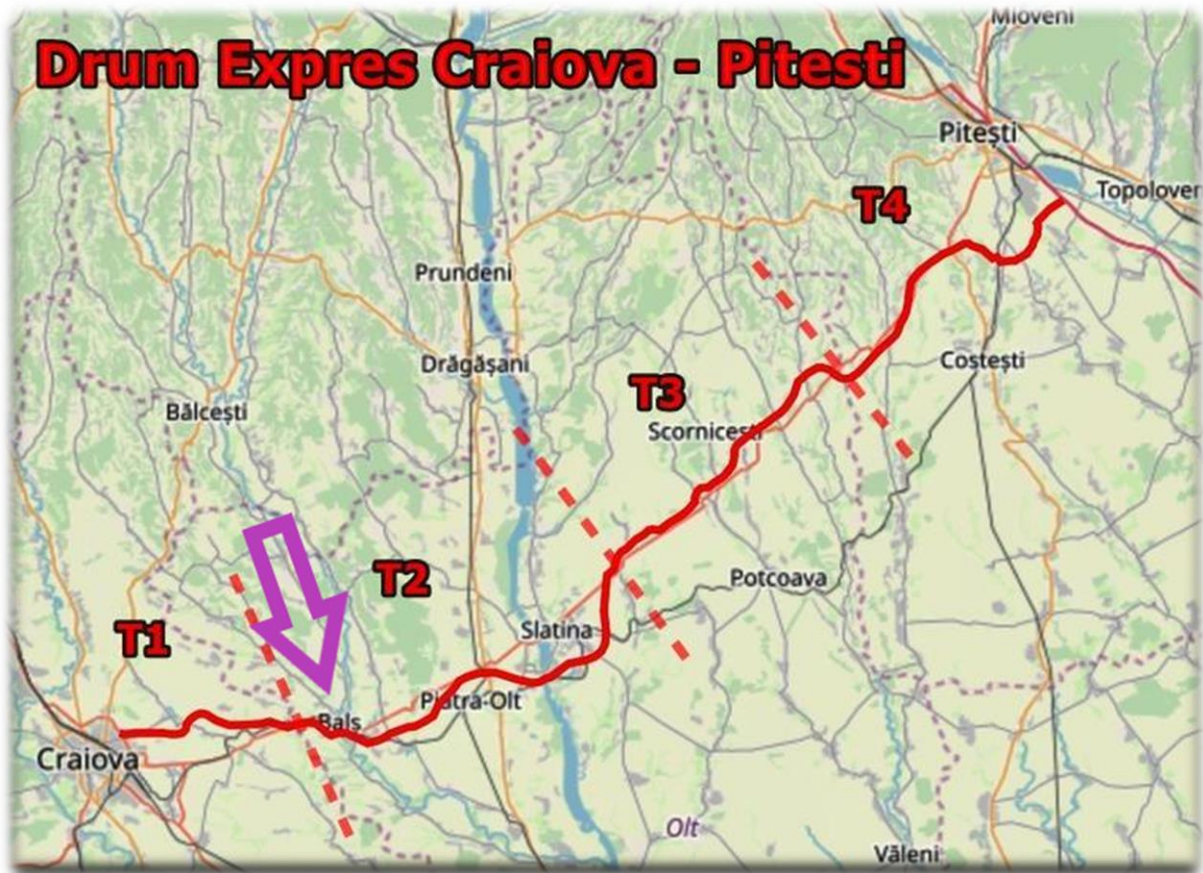 Mioveni
Drum Expres Craiova - Pitesti
Pitești
Topolover
T4
Prundeni
Drăgășani
Costești
T3
Bălcești
Scornicești
T2
Potcoava
T1
Slatina
Piatra-Olt
Balș
Craiova
Olt
Văleni